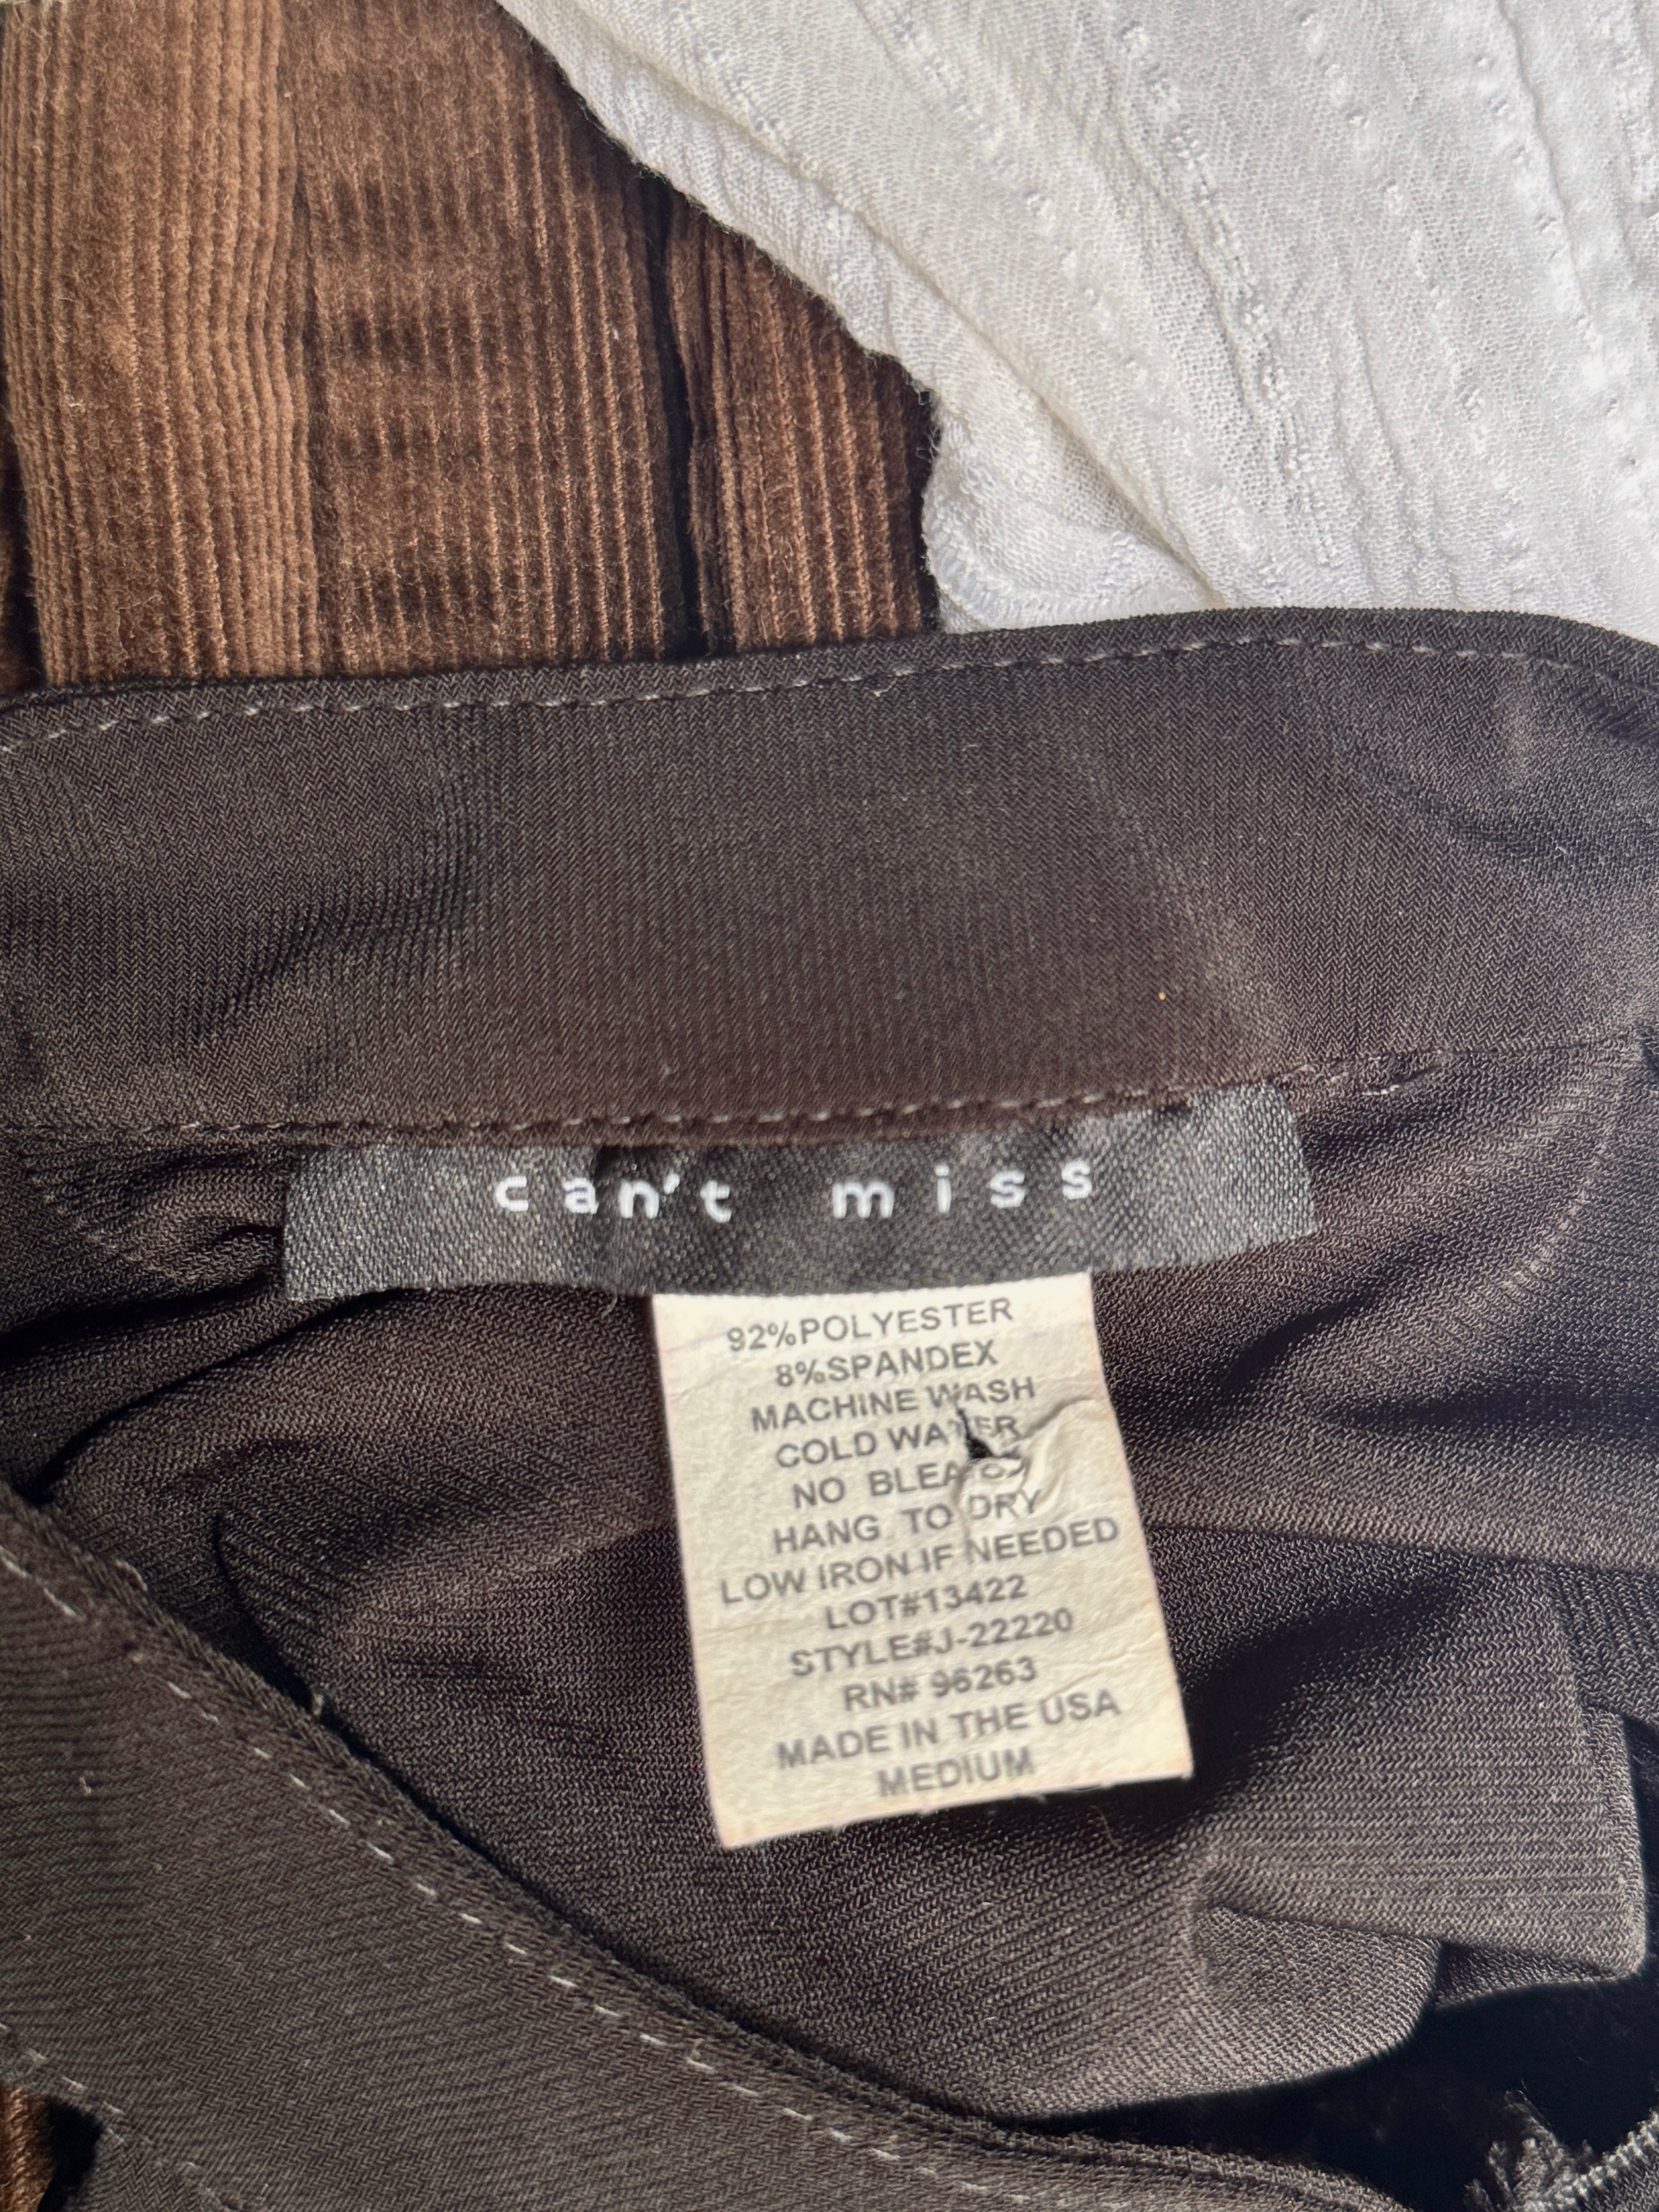 can't miss
92%POLYESTER
8%SPANDEX
MACHINE WASH
COLD WATER
NO BLEACH
HANG TO DRY
LOW IRON IF NEEDED
LOT#13422
STYLE#J-22220
RN# 96263
MADE IN THE USA
MEDIUM